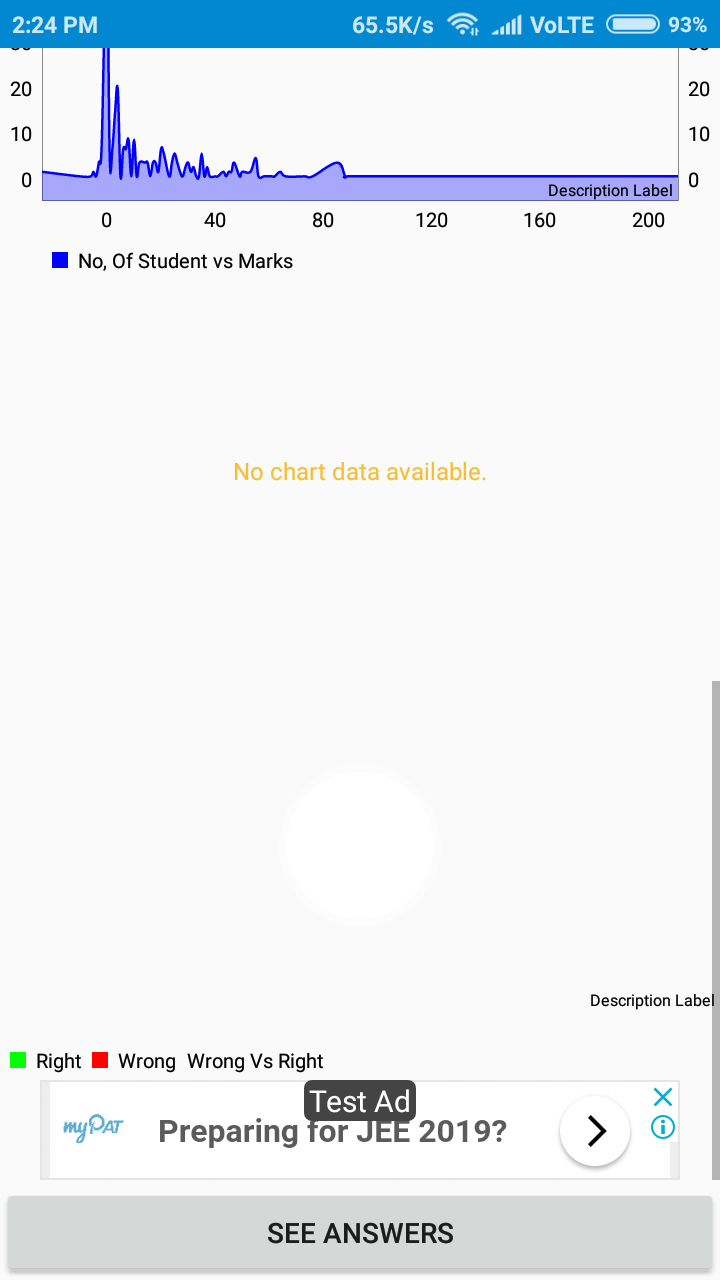 2:24 PM 65.5K/s VoLTE 93%
20 20
10 10
0 0
Description Label
0 40 80 120 160 200
No, Of Student vs Marks
No chart data available.
Description Label
Right Wrong Wrong Vs Right
Test Ad
myPAT Preparing for JEE 2019?
SEE ANSWERS